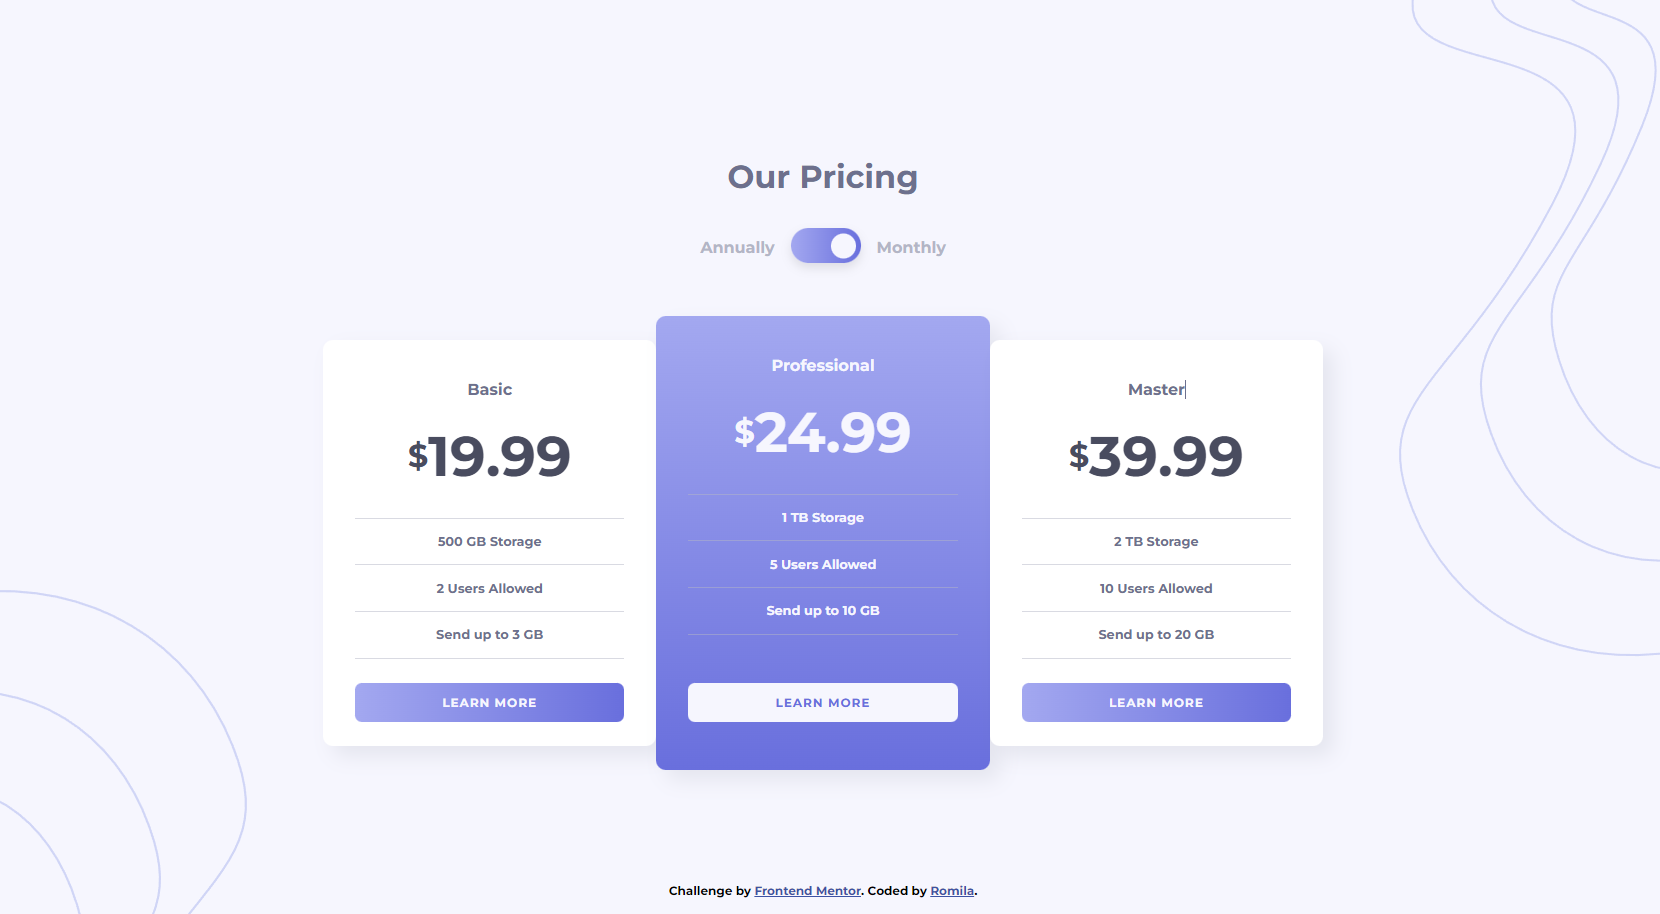 Our Pricing
Annually Monthly
Basic
$19.99
500 GB Storage
2 Users Allowed
Send up to 3 GB
LEARN MORE
Professional
$24.99
1 TB Storage
5 Users Allowed
Send up to 10 GB
LEARN MORE
Master
$39.99
2 TB Storage
10 Users Allowed
Send up to 20 GB
LEARN MORE
Challenge by Frontend Mentor. Coded by Romila.